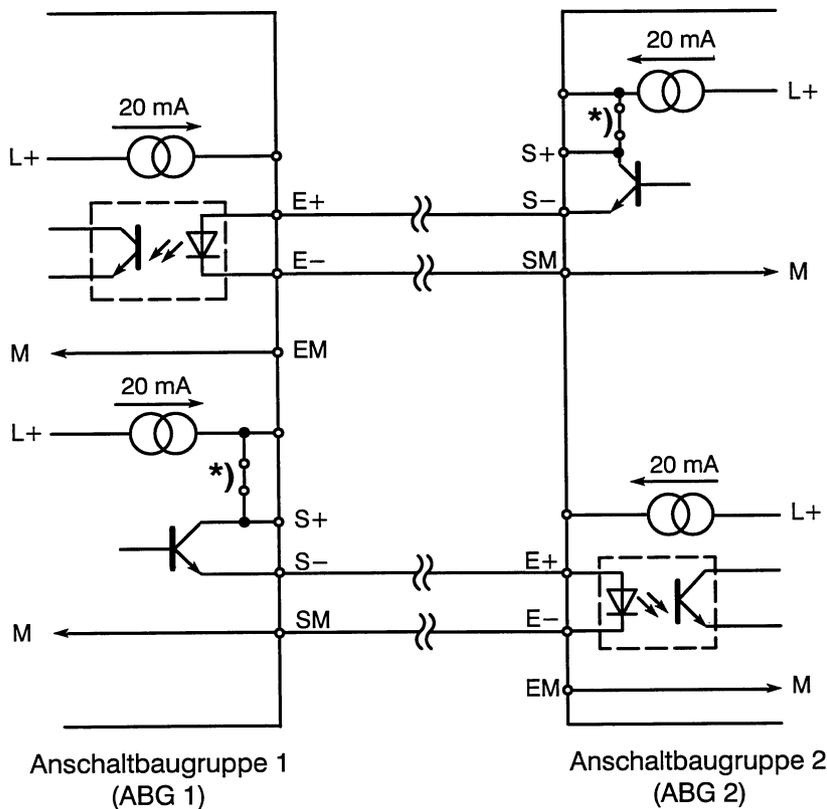 20 mA
L+
20 mA
*)
L+
S+
E+
S−
E−
SM
M
M
EM
20 mA
L+
*)
20 mA
S+
L+
S−
E+
M
SM
E−
EM
M
Anschaltbaugruppe 1
(ABG 1)
Anschaltbaugruppe 2
(ABG 2)